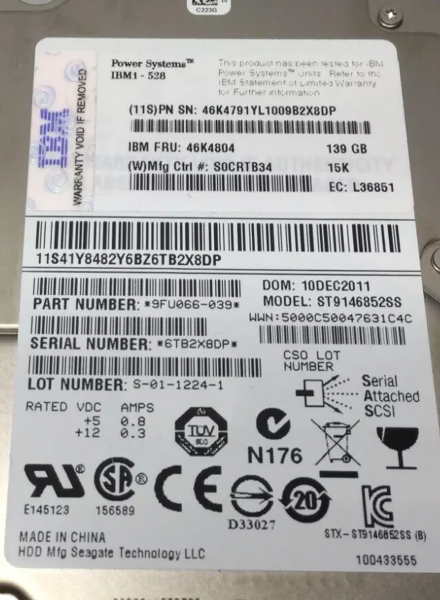 C223G
Power Systems™
IBM1 - 528
This product has been tested for IBM
Power Systems™ units. Refer to the
IBM Statement of Limited Warranty
for Further information
IBM
WARRANTY VOID IF REMOVED
(11S)PN SN: 46K4791YL1009B2X8DP
IBM FRU: 46K4804
139 GB
(W)Mfg Ctrl #: S0CRTB34
15K
EC: L36851
11S41Y8482Y6BZ6TB2X8DP
DOM: 10DEC2011
PART NUMBER: *9FU066-039*
MODEL: ST9146852SS
WWN:5000C50047631C4C
SERIAL NUMBER: *6TB2X8DP*
CSO LOT
NUMBER
LOT NUMBER: S-01-1224-1
Serial
Attached
SCSI
RATED VDC AMPS
+5 0.8
+12 0.3
TUV
N176
E145123
156589
D33027
20
STX-ST9146852SS (B)
MADE IN CHINA
HDD Mfg Seagate Technology LLC
100433555